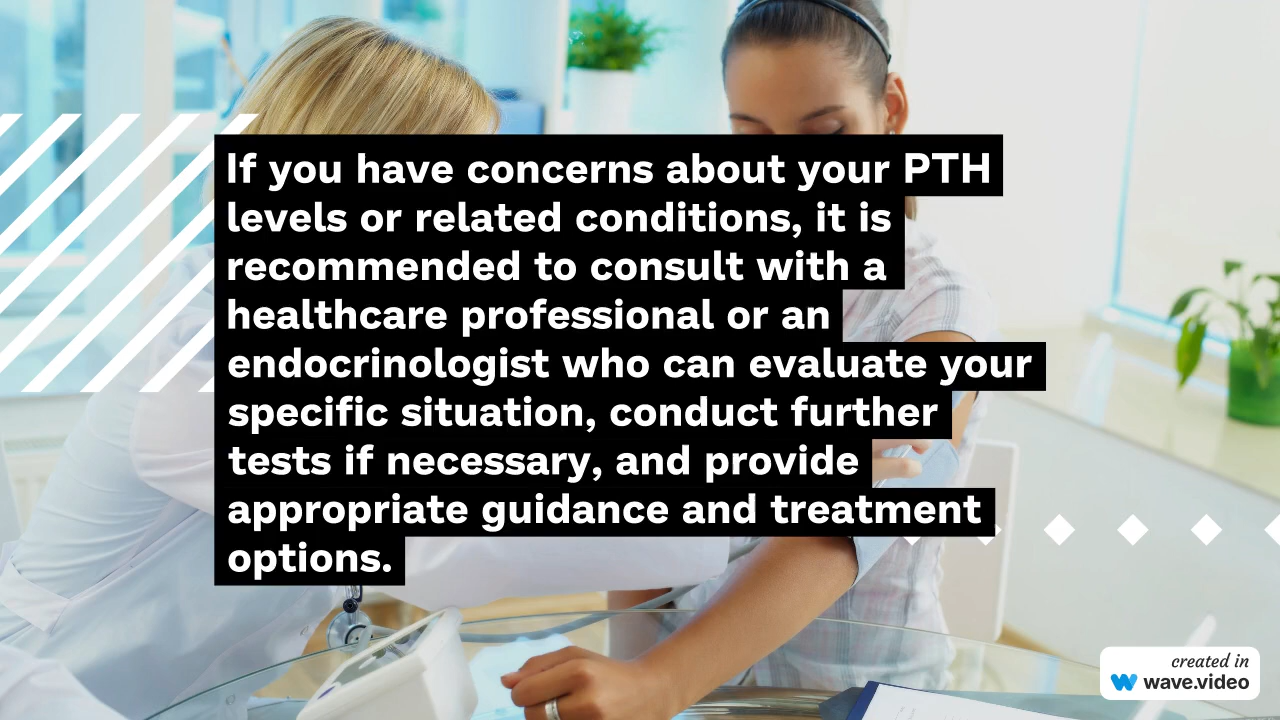 If you have concerns about your PTH
levels or related conditions, it is
recommended to consult with a
healthcare professional or an
endocrinologist who can evaluate your
specific situation, conduct further
tests if necessary, and provide
appropriate guidance and treatment
options.
created in
wave.video